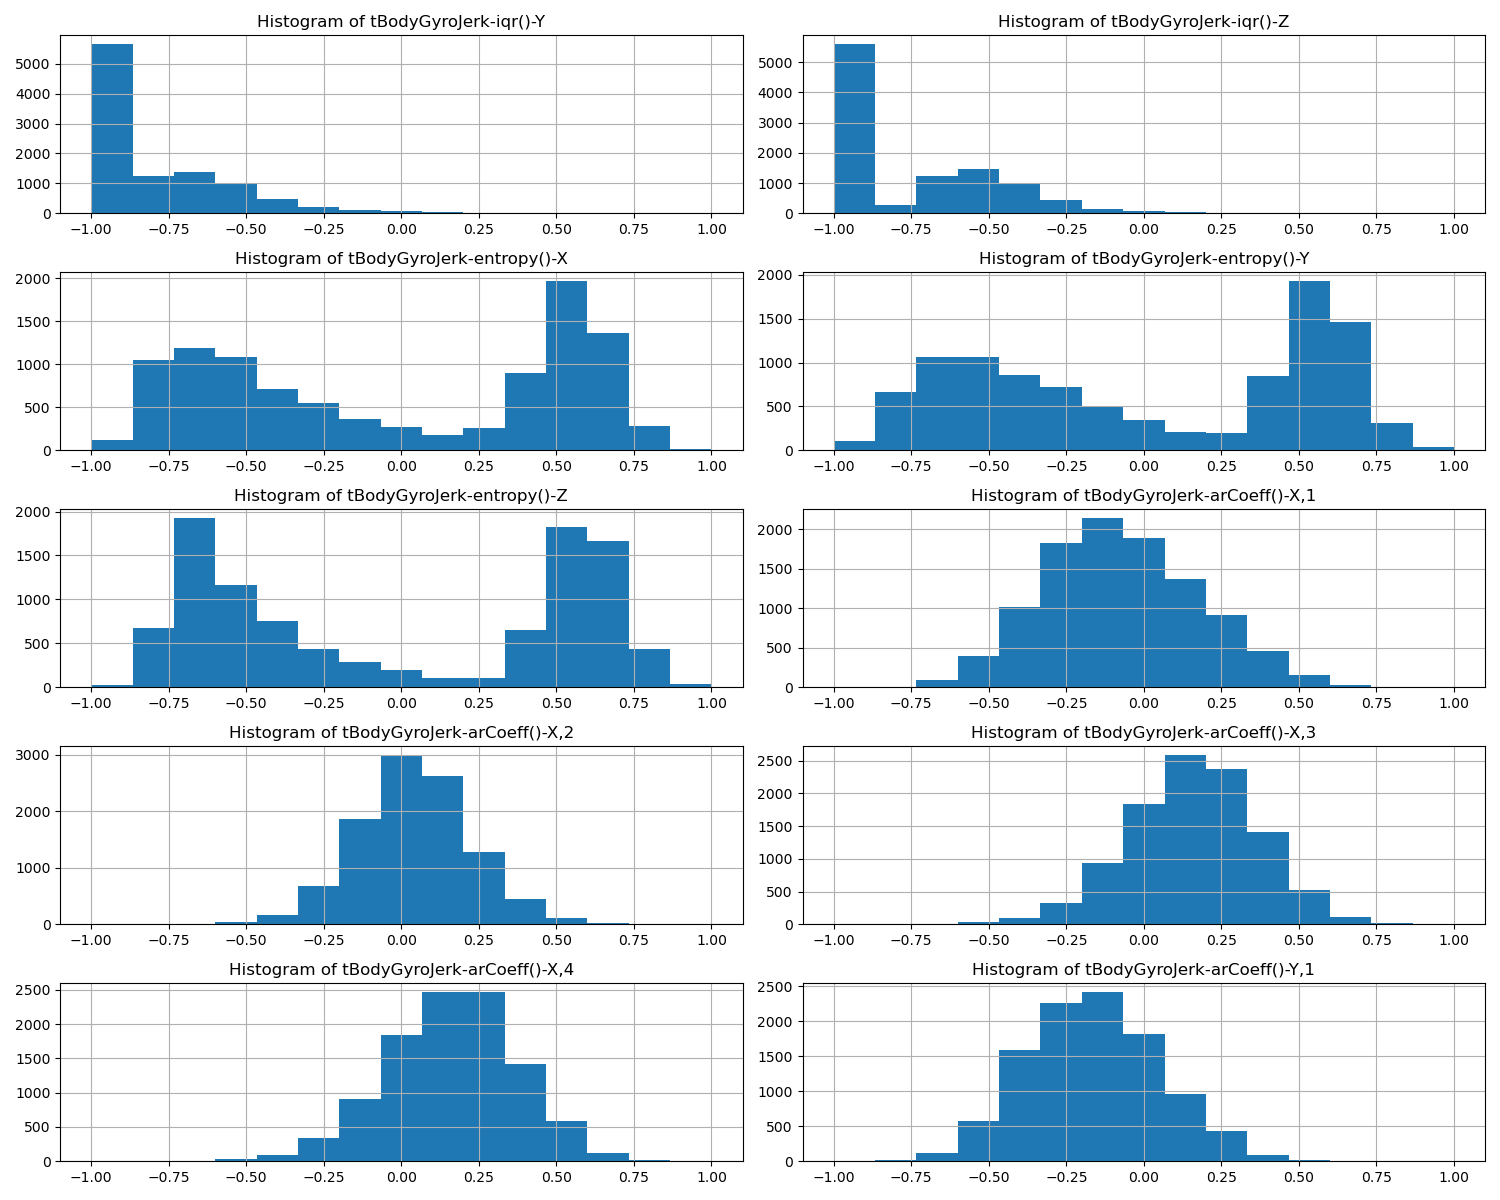 Histogram of tBodyGyroJerk-iqr()-Y
5000
4000
3000
2000
1000
0
−1.00 −0.75 −0.50 −0.25 0.00 0.25 0.50 0.75 1.00
Histogram of tBodyGyroJerk-iqr()-Z
5000
4000
3000
2000
1000
0
−1.00 −0.75 −0.50 −0.25 0.00 0.25 0.50 0.75 1.00
Histogram of tBodyGyroJerk-entropy()-X
2000
1500
1000
500
0
−1.00 −0.75 −0.50 −0.25 0.00 0.25 0.50 0.75 1.00
Histogram of tBodyGyroJerk-entropy()-Y
2000
1500
1000
500
0
−1.00 −0.75 −0.50 −0.25 0.00 0.25 0.50 0.75 1.00
Histogram of tBodyGyroJerk-entropy()-Z
2000
1500
1000
500
0
−1.00 −0.75 −0.50 −0.25 0.00 0.25 0.50 0.75 1.00
Histogram of tBodyGyroJerk-arCoeff()-X,1
2000
1500
1000
500
0
−1.00 −0.75 −0.50 −0.25 0.00 0.25 0.50 0.75 1.00
Histogram of tBodyGyroJerk-arCoeff()-X,2
3000
2000
1000
0
−1.00 −0.75 −0.50 −0.25 0.00 0.25 0.50 0.75 1.00
Histogram of tBodyGyroJerk-arCoeff()-X,3
2500
2000
1500
1000
500
0
−1.00 −0.75 −0.50 −0.25 0.00 0.25 0.50 0.75 1.00
Histogram of tBodyGyroJerk-arCoeff()-X,4
2500
2000
1500
1000
500
0
−1.00 −0.75 −0.50 −0.25 0.00 0.25 0.50 0.75 1.00
Histogram of tBodyGyroJerk-arCoeff()-Y,1
2500
2000
1500
1000
500
0
−1.00 −0.75 −0.50 −0.25 0.00 0.25 0.50 0.75 1.00